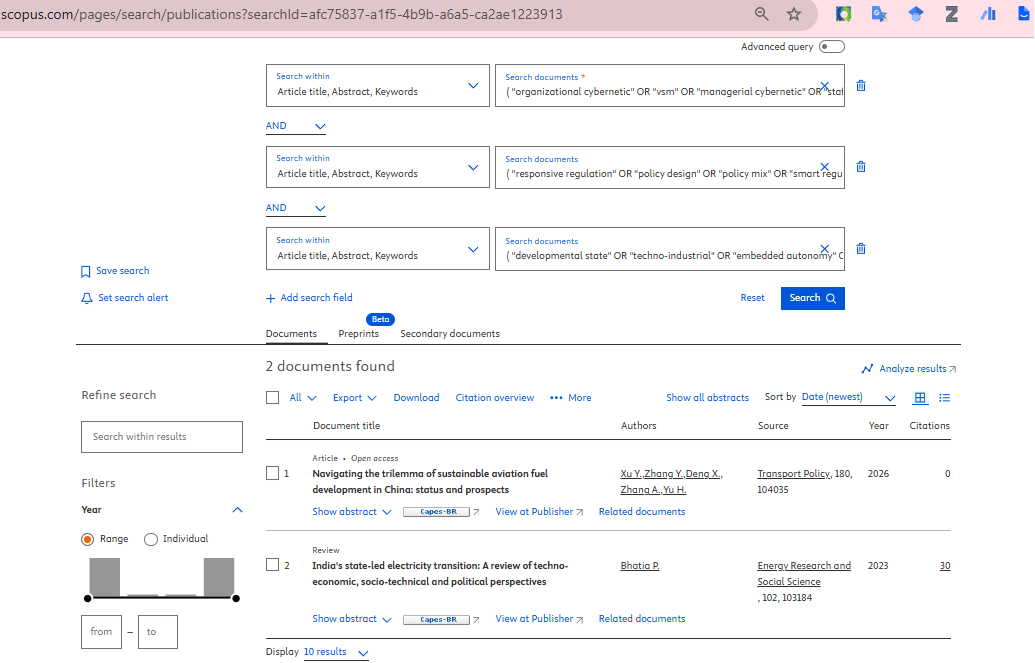 scopus.com/pages/search/publications?searchId=afc75837-a1f5-4b9b-a6a5-ca2ae1223913
Advanced query
Search within
Article title, Abstract, Keywords
Search documents *
( "organizational cybernetic" OR "vsm" OR "managerial cybernetic" OR "stat
AND
Search within
Article title, Abstract, Keywords
Search documents
( "responsive regulation" OR "policy design" OR "policy mix" OR "smart regu
AND
Search within
Article title, Abstract, Keywords
Search documents
( "developmental state" OR "techno-industrial" OR "embedded autonomy" O
Save search
Set search alert
+ Add search field
Reset
Search
Beta
Documents Preprints Secondary documents
2 documents found
Analyze results
Refine search
Search within results
All Export Download Citation overview ••• More
Show all abstracts Sort by Date (newest)
Document title Authors Source Year Citations
Article • Open access
1 Navigating the trilemma of sustainable aviation fuel development in China: status and prospects
Xu Y.,Zhang Y.,Deng X.,
Zhang A.,Yu H.
Transport Policy, 180,
104035
2026 0
Show abstract Capes-BR View at Publisher Related documents
Review
2 India's state-led electricity transition: A review of techno-
economic, socio-technical and political perspectives
Bhatia P.
Energy Research and
Social Science
, 102, 103184
2023 30
Show abstract Capes-BR View at Publisher Related documents
Filters
Year
Range Individual
from – to
Display 10 results